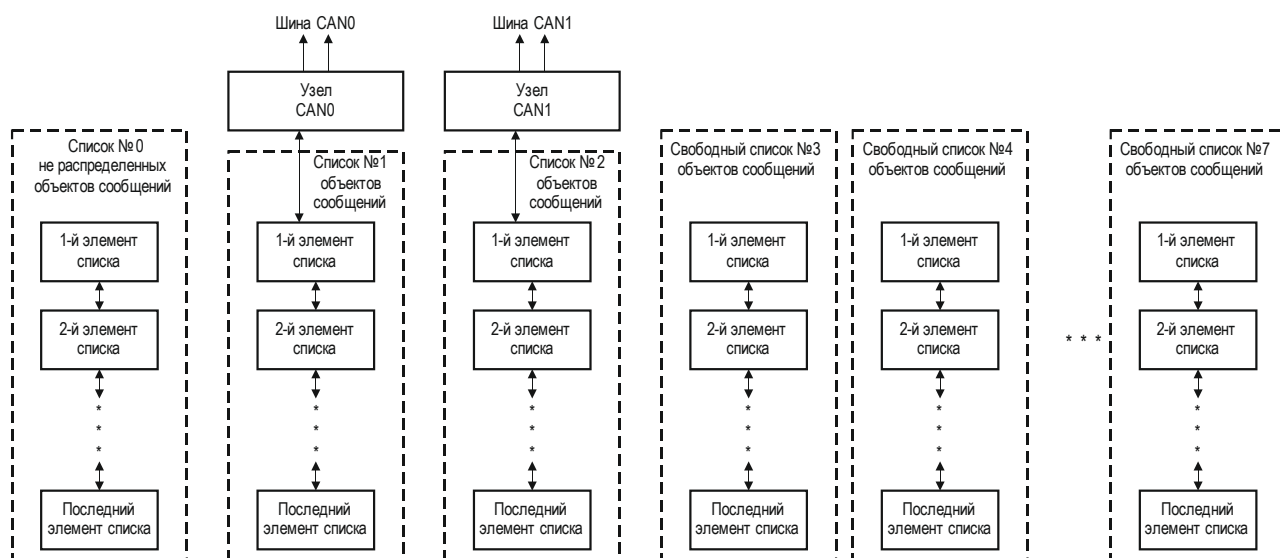 Шина CAN0
Шина CAN1
Узел
CAN0
Узел
CAN1
Список №0
не распределенных
объектов сообщений
Список №1
объектов
сообщений
Список №2
объектов
сообщений
Свободный список №3
объектов сообщений
Свободный список №4
объектов сообщений
Свободный список №7
объектов сообщений
1-й элемент
списка
1-й элемент
списка
1-й элемент
списка
1-й элемент
списка
1-й элемент
списка
1-й элемент
списка
2-й элемент
списка
2-й элемент
списка
2-й элемент
списка
2-й элемент
списка
2-й элемент
списка
* * *
2-й элемент
списка
Последний
элемент списка
Последний
элемент списка
Последний
элемент списка
Последний
элемент списка
Последний
элемент списка
Последний
элемент списка